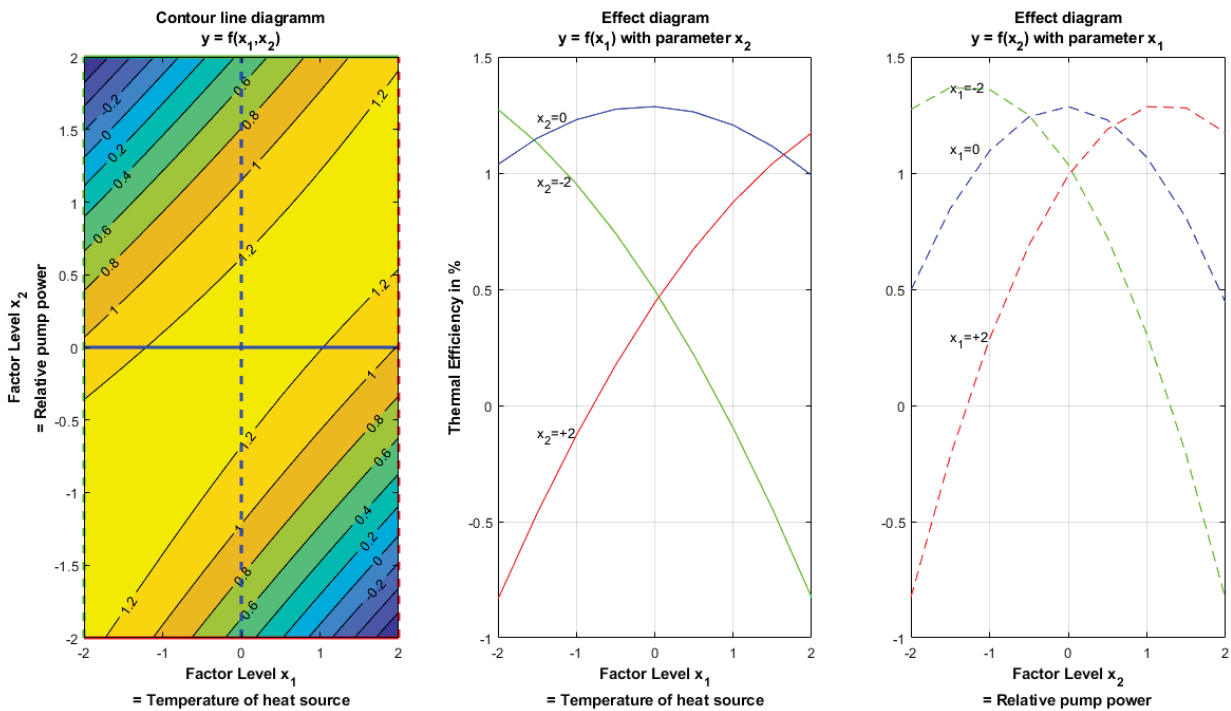 Contour line diagramm
y = f(x1,x2)
2
1.5
1
0.5
0
-0.5
-1
-1.5
-2
Factor Level x2
= Relative pump power
-0.2
0
0.2
0.4
0.6
0.8
1
0.6
0.8
1
1.2
1.2
1.2
1.2
1.2
1.2
1
0.8
0.6
1
0.8
0.6
0.4
0.2
0
-0.2
-2
-1
0
1
2
Factor Level x1
= Temperature of heat source
Effect diagram
y = f(x1) with parameter x2
1.5
1
0.5
0
-0.5
-1
Thermal Efficiency in %
x2=0
x2=-2
x2=+2
-2
-1
0
1
2
Factor Level x1
= Temperature of heat source
Effect diagram
y = f(x2) with parameter x1
1.5
1
0.5
0
-0.5
-1
x1=-2
x1=0
x1=+2
-2
-1
0
1
2
Factor Level x2
= Relative pump power